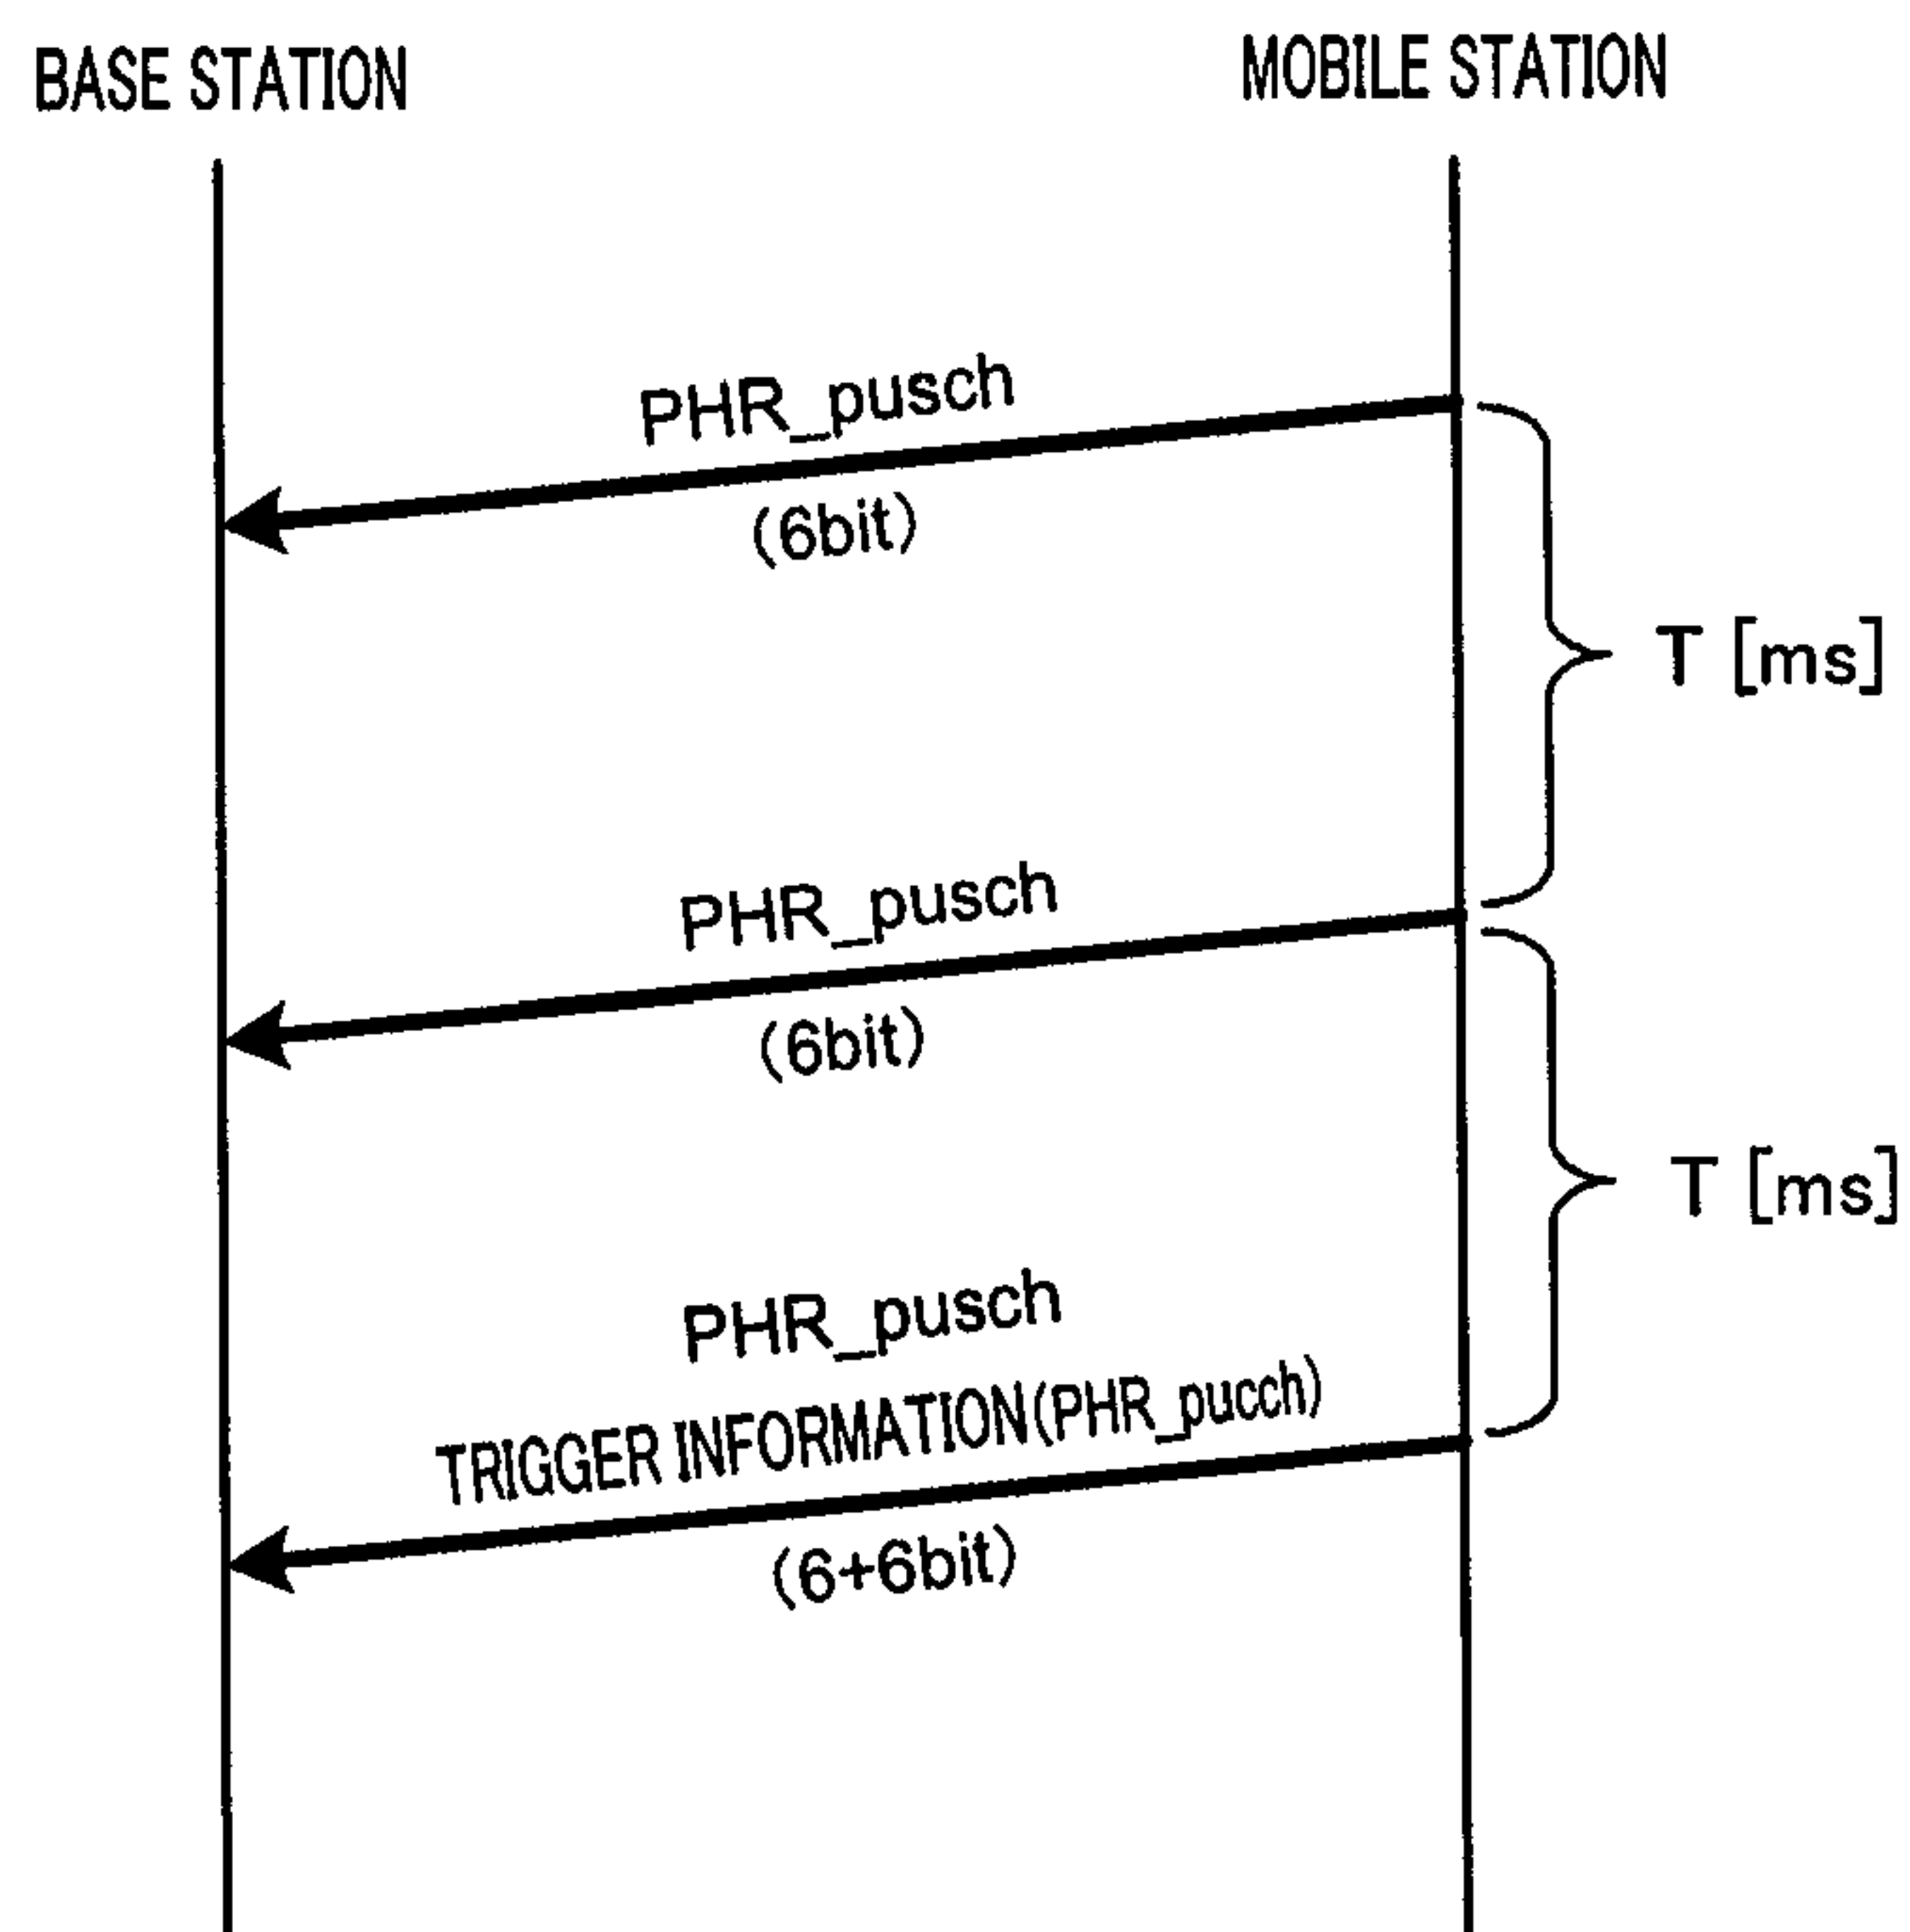 BASE STATION
MOBILE STATION
PHR_pusch
(6bit)
T [ms]
PHR_pusch
(6bit)
T [ms]
PHR_pusch
TRIGGER INFORMATION(PHR_pucch)
(6+6bit)